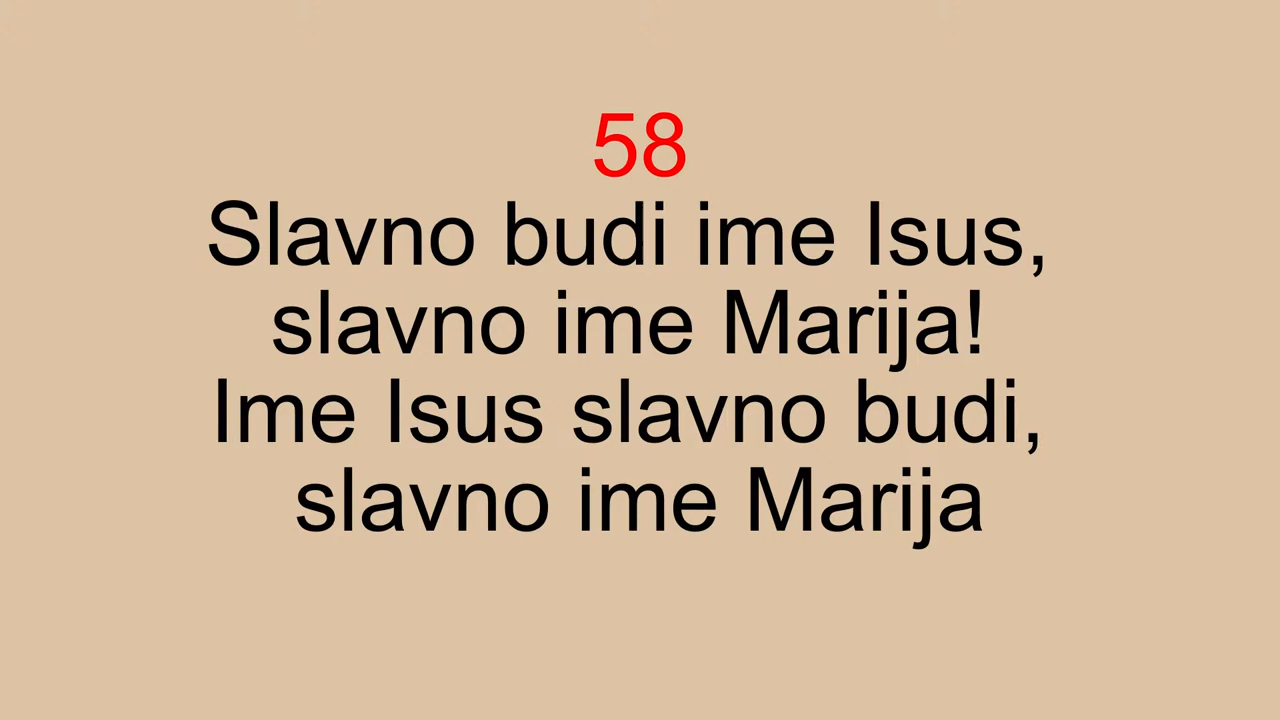 58
Slavno budi ime Isus,
slavno ime Marija!
Ime Isus slavno budi,
slavno ime Marija